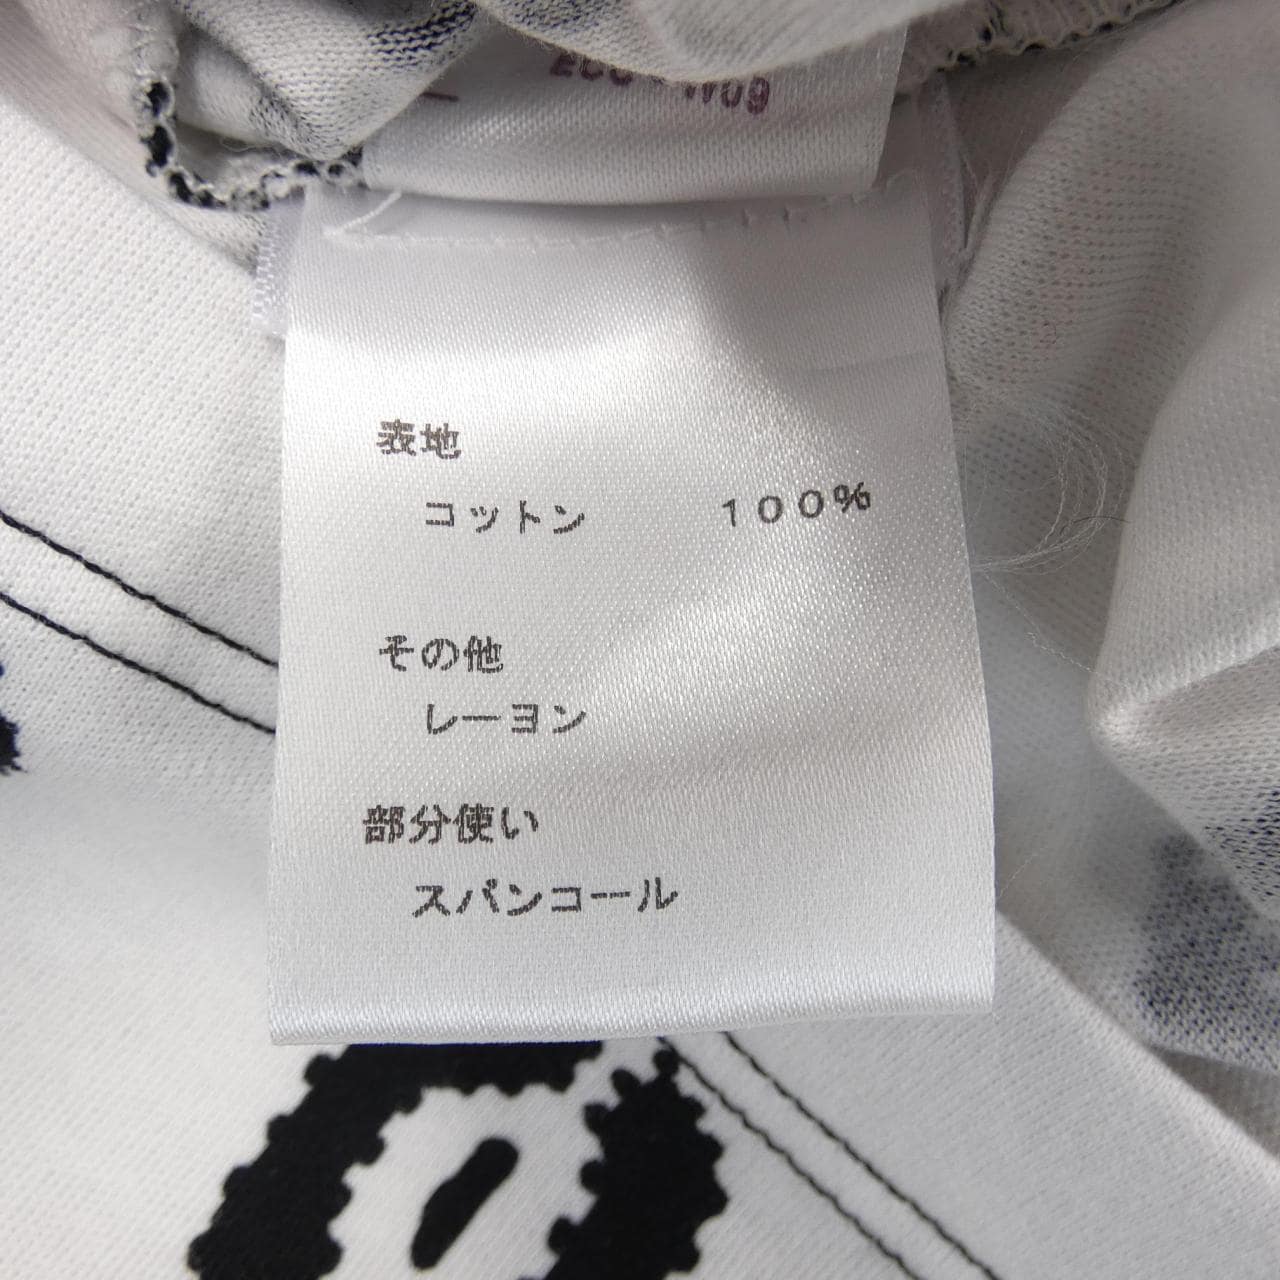 表地
コットン 100%
その他
レーヨン
部分使い
スパンコール